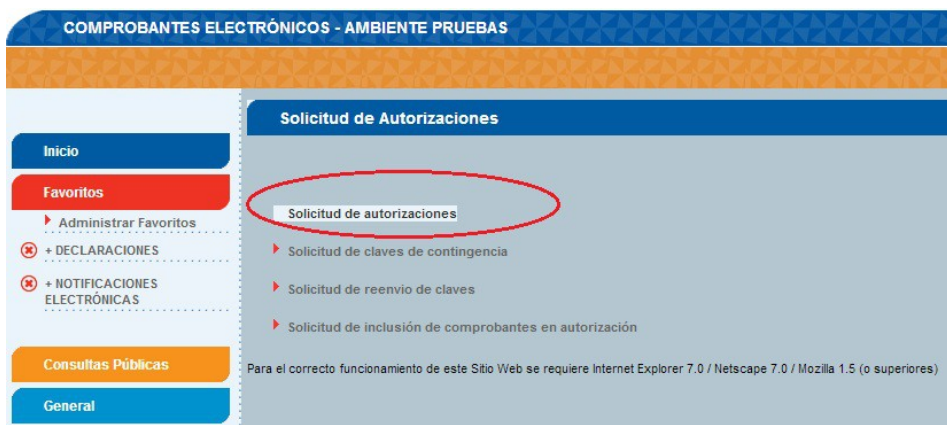 COMPROBANTES ELECTRÓNICOS - AMBIENTE PRUEBAS
Solicitud de Autorizaciones
Inicio
Favoritos
Administrar Favoritos
+ DECLARACIONES
+ NOTIFICACIONES
ELECTRÓNICAS
Consultas Públicas
General
Solicitud de autorizaciones
Solicitud de claves de contingencia
Solicitud de reenvio de claves
Solicitud de inclusión de comprobantes en autorización
Para el correcto funcionamiento de este Sitio Web se requiere Internet Explorer 7.0 / Netscape 7.0 / Mozilla 1.5 (o superiores)